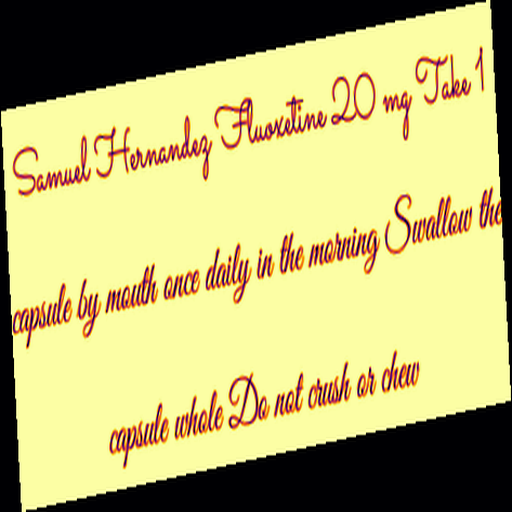 Samuel Hernandez Fluoxetine 20 mg Take 1
capsule by mouth once daily in the morning Swallow the
capsule whole Do not crush or chew